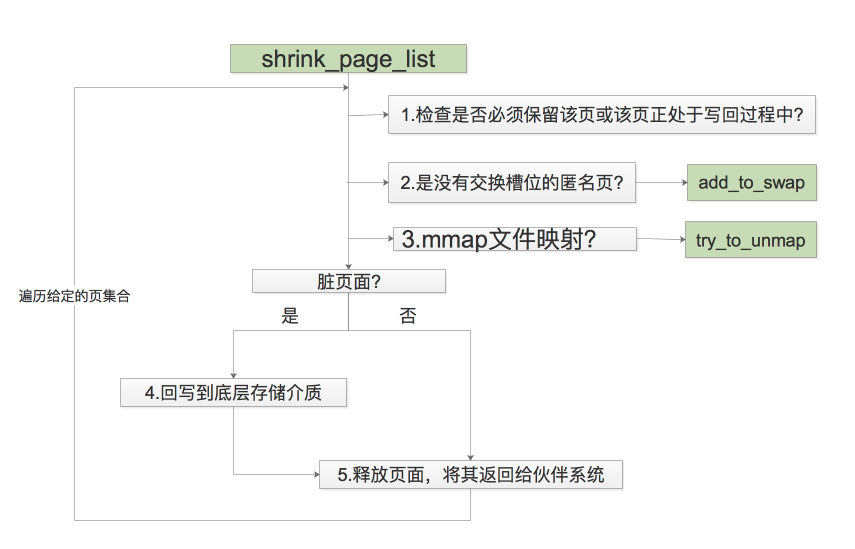 shrink_page_list
1.检查是否必须保留该页或该页正处于写回过程中?
2.是没有交换槽位的匿名页?
add_to_swap
3.mmap文件映射?
try_to_unmap
脏页面?
遍历给定的页集合
是
否
4.回写到底层存储介质
5.释放页面，将其返回给伙伴系统